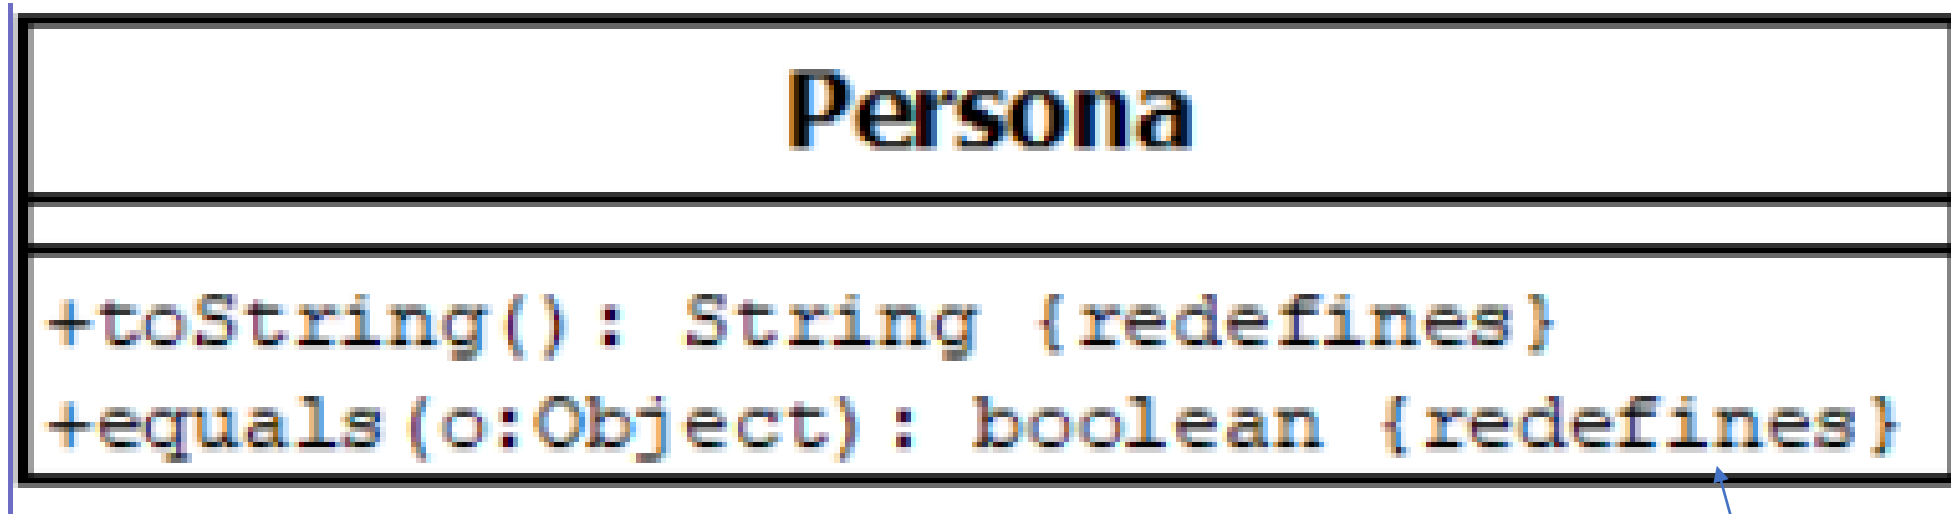 Persona
+toString(): String {redefines}
+equals(o:Object): boolean {redefines}